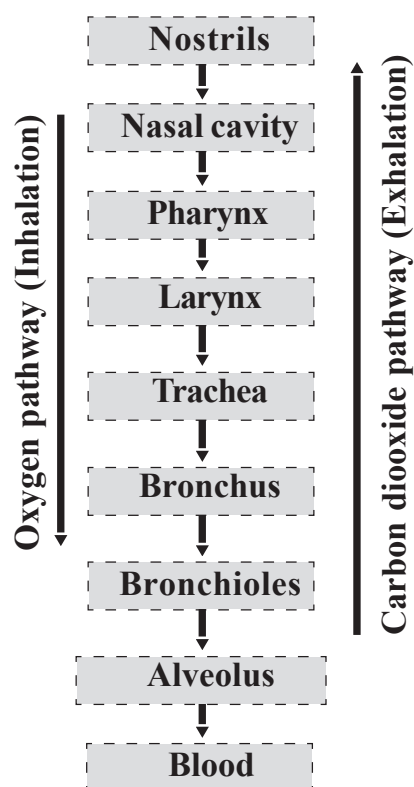 Nostrils
Nasal cavity
Pharynx
Larynx
Trachea
Bronchus
Bronchioles
Alveolus
Blood
Oxygen pathway (Inhalation)
Carbon diooxide pathway (Exhalation)